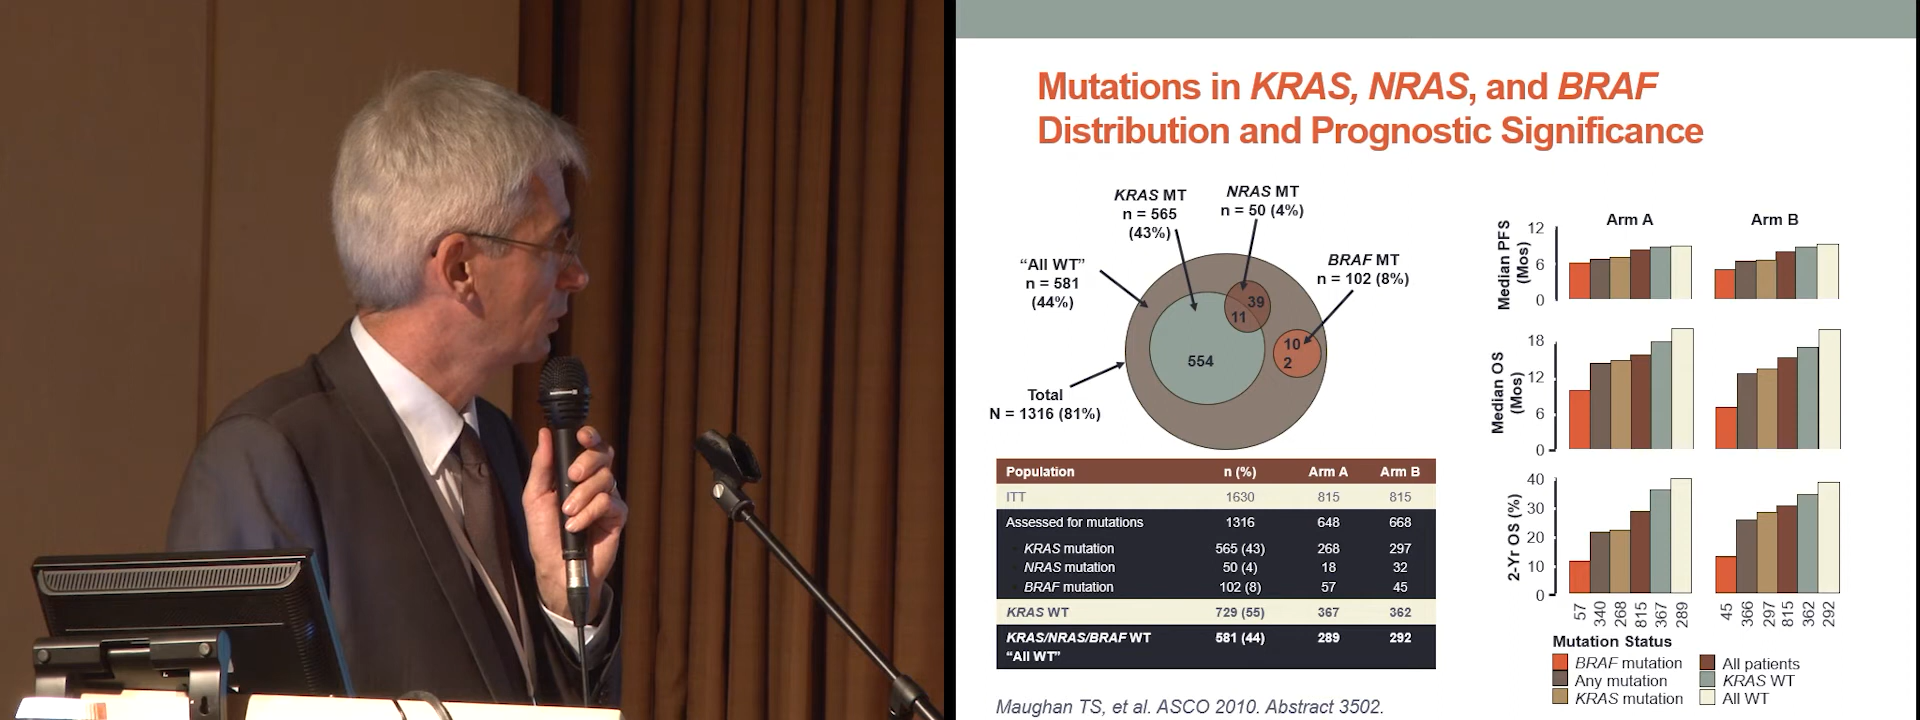 Mutations in KRAS, NRAS, and BRAF
Distribution and Prognostic Significance
KRAS MT
n = 565
(43%)
NRAS MT
n = 50 (4%)
"All WT"
n = 581
(44%)
BRAF MT
n = 102 (8%)
39
11
554
10
2
Total
N = 1316 (81%)
Population n (%) Arm A Arm B
ITT 1630 815 815
Assessed for mutations 1316 648 668
KRAS mutation 565 (43) 268 297
NRAS mutation 50 (4) 18 32
BRAF mutation 102 (8) 57 45
KRAS WT 729 (55) 367 362
KRAS/NRAS/BRAF WT 581 (44) 289 292
"All WT"
Maughan TS, et al. ASCO 2010. Abstract 3502.
Arm A Arm B
Median PFS
(Mos)
12
6
0
Median OS
(Mos)
18
12
6
0
2-Yr OS (%)
40
30
20
10
0
57 340 268 815 367 289
45 366 297 815 362 292
Mutation Status
BRAF mutation All patients
Any mutation KRAS WT
KRAS mutation All WT